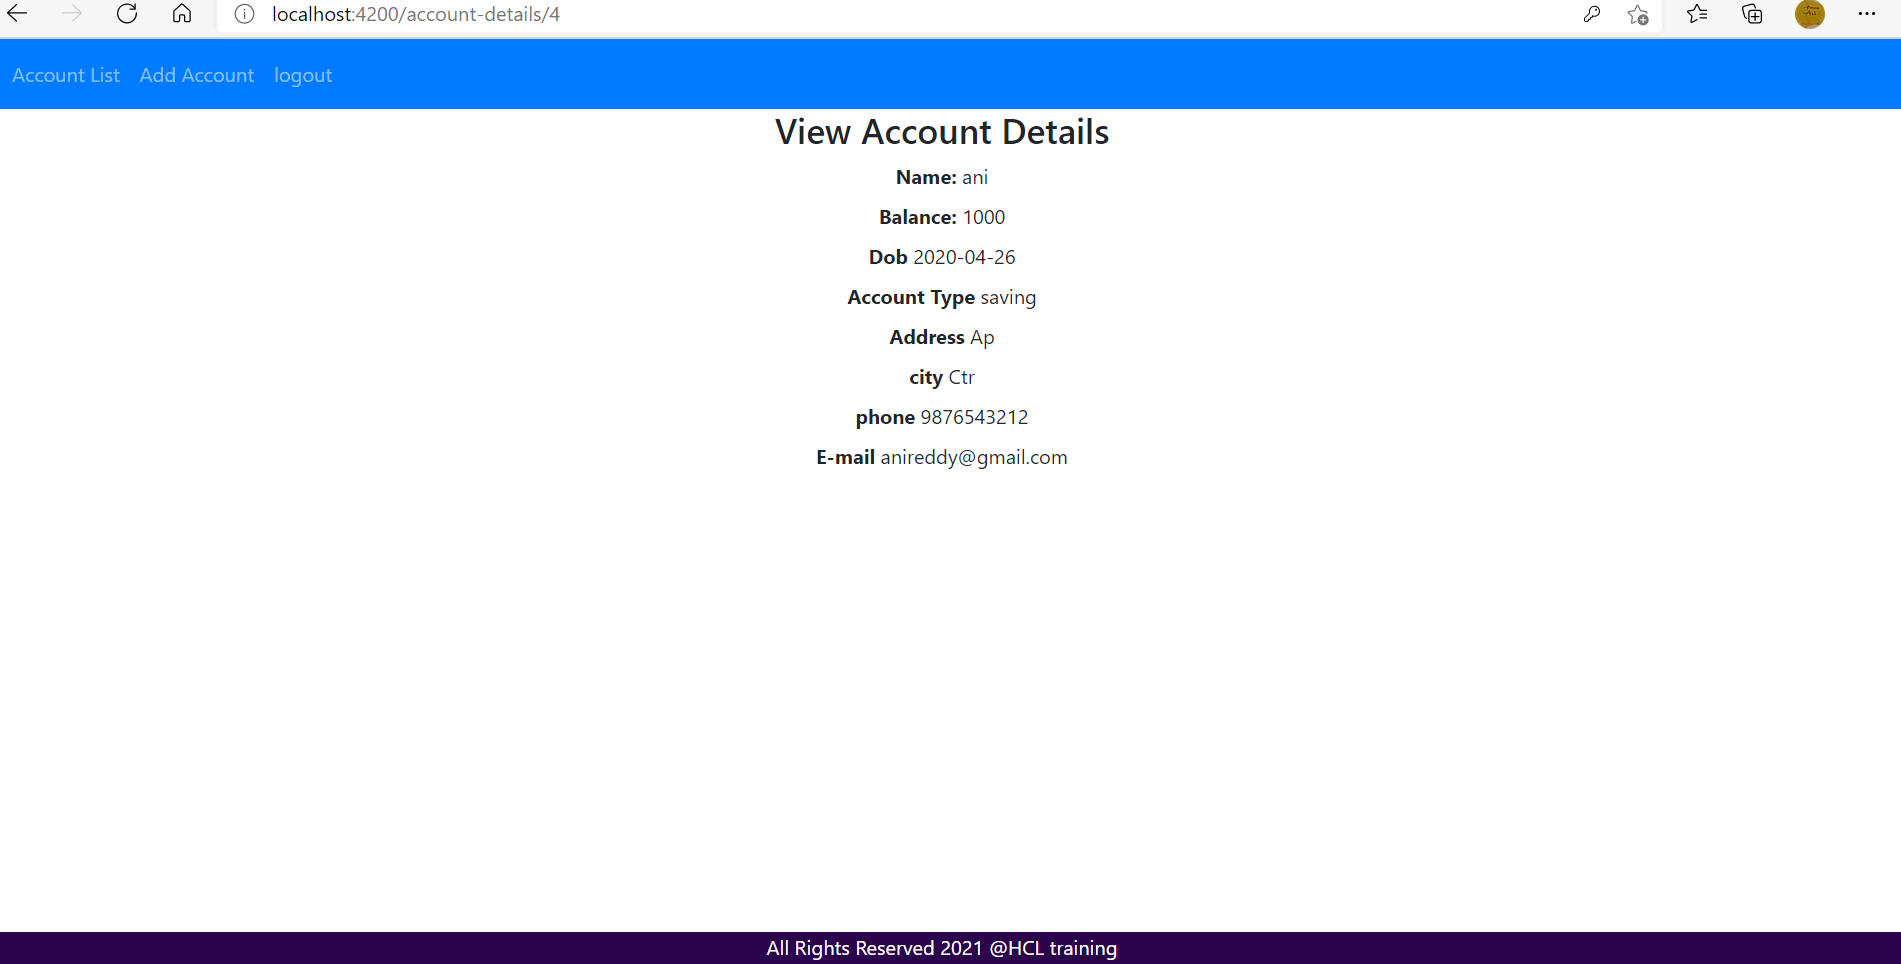 localhost:4200/account-details/4
Account List Add Account logout
View Account Details
Name: ani
Balance: 1000
Dob 2020-04-26
Account Type saving
Address Ap
city Ctr
phone 9876543212
E-mail anireddy@gmail.com
All Rights Reserved 2021 @HCL training